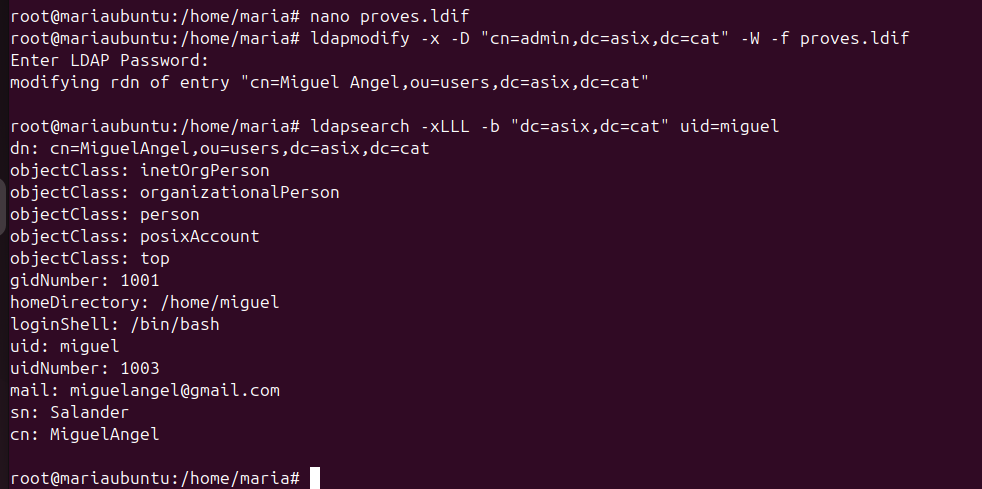 root@mariaubuntu:/home/maria# nano proves.ldif
root@mariaubuntu:/home/maria# ldapmodify -x -D "cn=admin,dc=asix,dc=cat" -W -f proves.ldif
Enter LDAP Password:
modifying rdn of entry "cn=Miguel Angel,ou=users,dc=asix,dc=cat"
root@mariaubuntu:/home/maria# ldapsearch -xLLL -b "dc=asix,dc=cat" uid=miguel
dn: cn=MiguelAngel,ou=users,dc=asix,dc=cat
objectClass: inetOrgPerson
objectClass: organizationalPerson
objectClass: person
objectClass: posixAccount
objectClass: top
gidNumber: 1001
homeDirectory: /home/miguel
loginShell: /bin/bash
uid: miguel
uidNumber: 1003
mail: miguelangel@gmail.com
sn: Salander
cn: MiguelAngel
root@mariaubuntu:/home/maria#